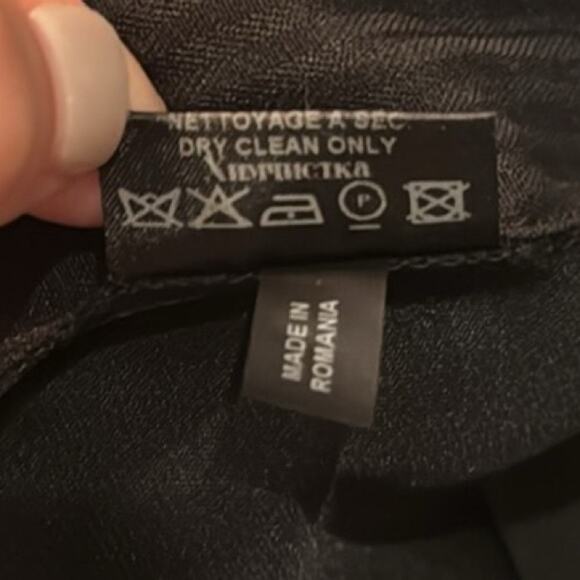 NETTOYAGE A SEC
DRY CLEAN ONLY
Химчистка
P
MADE IN
ROMANIA